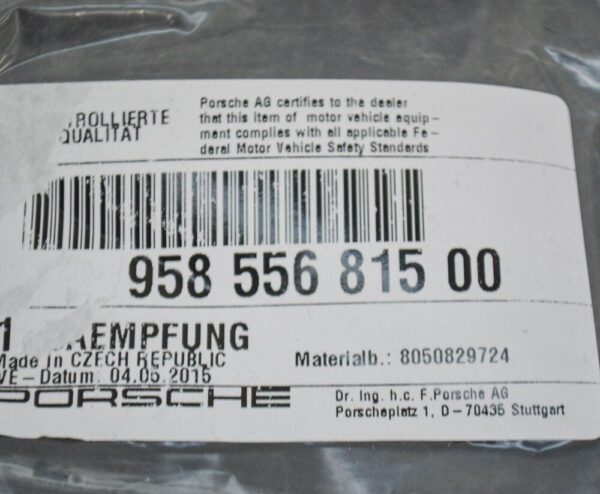 ROLLIERTE
QUALITÄT
Porsche AG certifies to the dealer
that this item of motor vehicle equip-
ment complies with all applicable Fe-
deral Motor Vehicle Safety Standards
958 556 815 00
1 AEMPFUNG
Made in CZECH REPUBLIC
VE-Datum: 04.05.2015
Materialb.: 8050829724
PORSCHE
Dr. Ing. h.c. F.Porsche AG
Porscheplatz 1, D-70435 Stuttgart